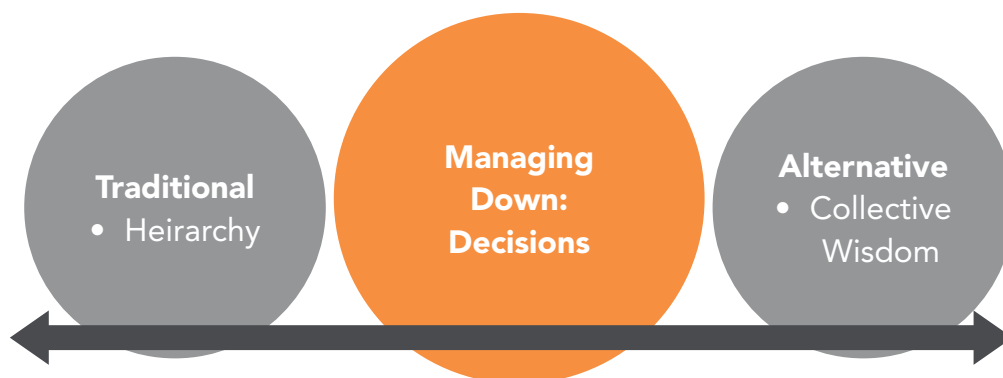 Traditional
• Heirarchy
Managing
Down:
Decisions
Alternative
• Collective
Wisdom